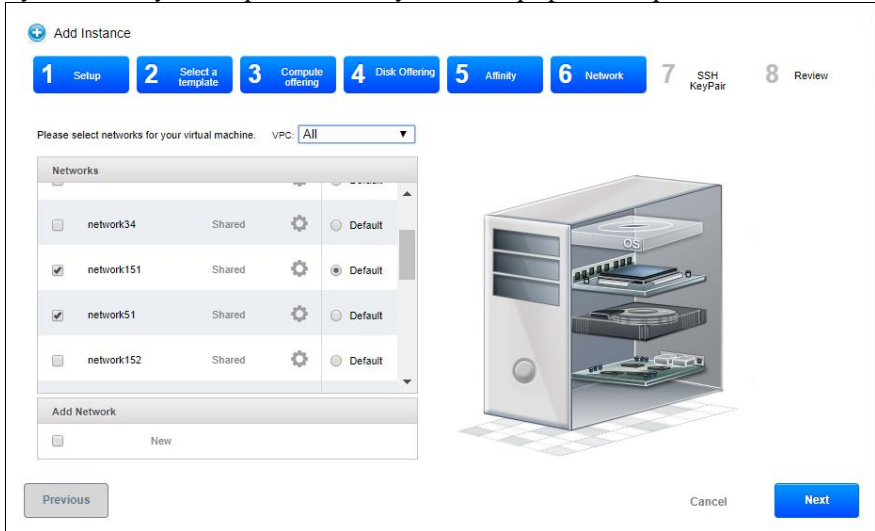 Add Instance
1 Setup 2 Select a template 3 Compute offering 4 Disk Offering 5 Affinity 6 Network 7 SSH KeyPair 8 Review
Please select networks for your virtual machine. VPC: All
Networks
network34 Shared Default
network151 Shared Default
network51 Shared Default
network152 Shared Default
OS
Add Network
New
Previous Cancel Next